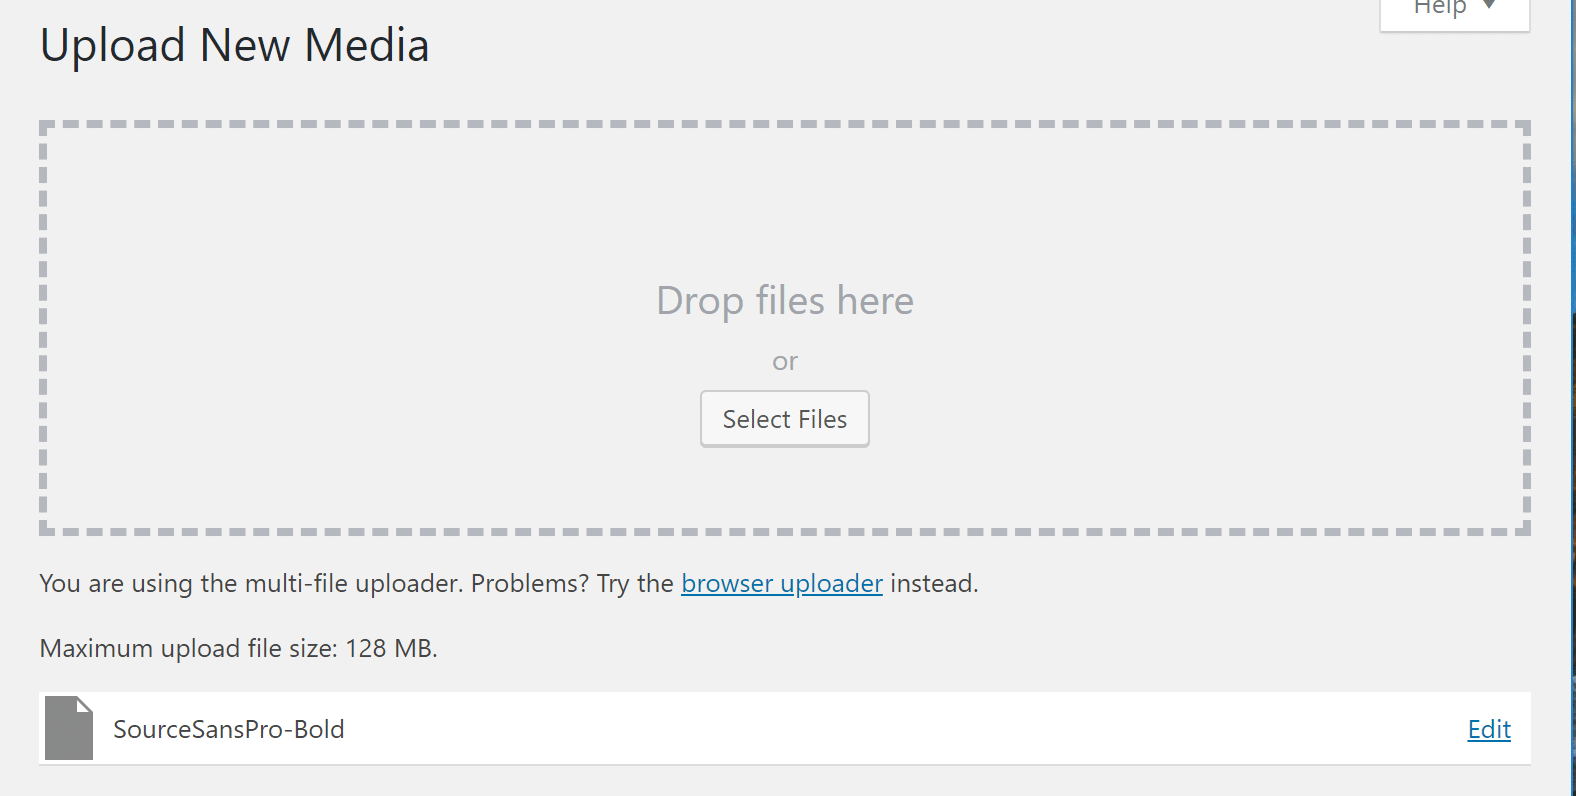 Help ▼
Upload New Media
Drop files here
or
Select Files
You are using the multi-file uploader. Problems? Try the browser uploader instead.
Maximum upload file size: 128 MB.
SourceSansPro-Bold
Edit